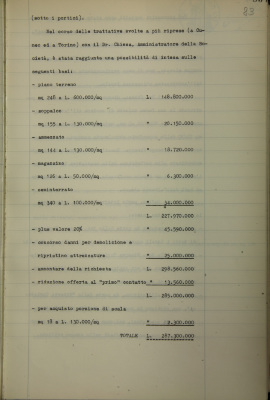 83
(sotto i portici).
Nel corso delle trattative svolte a più riprese (a Cu-
neo ed a Torino) con il Dr. Chiesa, amministratore della So-
cietà, è stata raggiunta una possibilità di intesa sulle
seguenti basi:
- piano terreno
mq 248 x L. 600.000/mq L. 148.800.000
- soppalco
mq 155 x L. 130.000/mq " 20.150.000
- ammezzato
mq 144 x L. 130.000/mq " 18.720.000
- magazzino
mq 126 x L. 50.000/mq " 6.300.000
- seminterrato
mq 340 x L. 100.000/mq " 34.000.000
L. 227.970.000
- plus valore 20% " 45.590.000
- concorso danni per demolizione e
ripristino attrezzature " 25.000.000
- ammontare della richiesta L. 298.560.000
- riduzione offerta al "primo" contatto " 13.560.000
L. 285.000.000
- per acquisto porzione di scala
mq 18 x L. 130.000/mq " 2.300.000
TOTALE L. 287.300.000